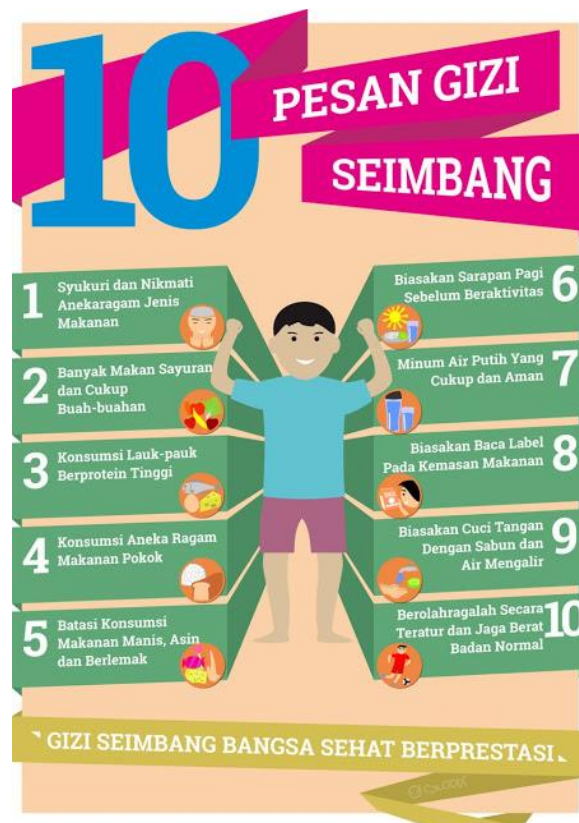 10
PESAN GIZI
SEIMBANG
1
Syukuri dan Nikmati
Anekaragam Jenis
Makanan
2
Banyak Makan Sayuran
dan Cukup
Buah-buahan
3
Konsumsi Lauk-pauk
Berprotein Tinggi
4
Konsumsi Aneka Ragam
Makanan Pokok
5
Batasi Konsumsi
Makanan Manis, Asin
dan Berlemak
6
Biasakan Sarapan Pagi
Sebelum Beraktivitas
7
Minum Air Putih Yang
Cukup dan Aman
8
Biasakan Baca Label
Pada Kemasan Makanan
9
Biasakan Cuci Tangan
Dengan Sabun dan
Air Mengalir
10
Berolahragalah Secara
Teratur dan Jaga Berat
Badan Normal
GIZI SEIMBANG BANGSA SEHAT BERPRESTASI